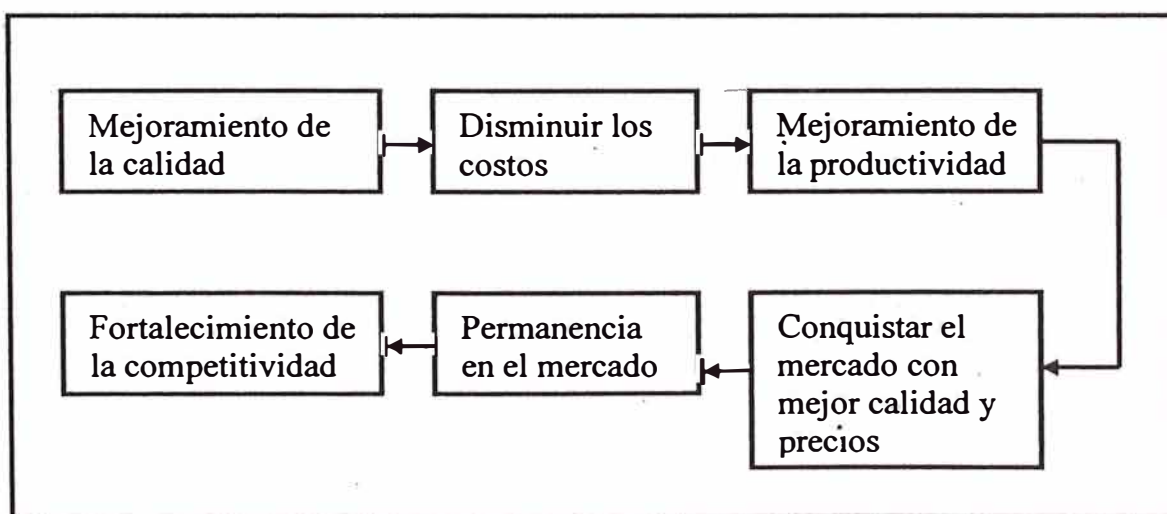 Mejoramiento de
la calidad
Disminuir los
costos
Mejoramiento de
la productividad
Conquistar el
mercado con
mejor calidad y
precios
Permanencia
en el mercado
Fortalecimiento de
la competitividad